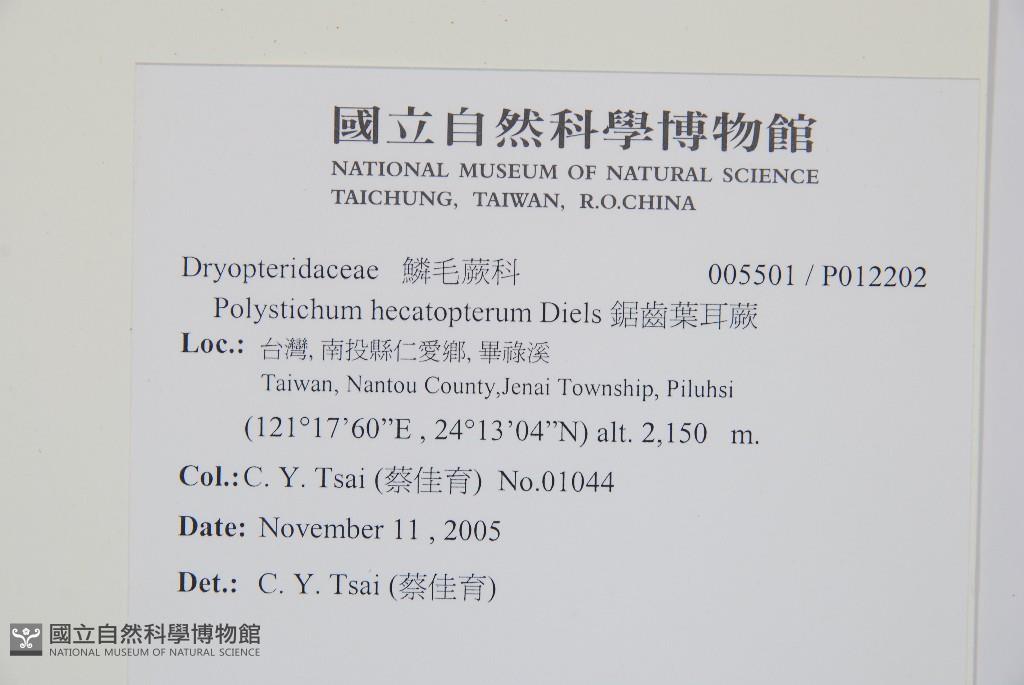 國立自然科學博物館
NATIONAL MUSEUM OF NATURAL SCIENCE
TAICHUNG, TAIWAN, R.O.CHINA
Dryopteridaceae 鱗毛蕨科 005501 / P012202
Polystichum hecatopterum Diels 鋸齒葉耳蕨
Loc.: 台灣, 南投縣仁愛鄉, 畢祿溪
Taiwan, Nantou County,Jenai Township, Piluhsi
(121°17’60”E , 24°13’04”N) alt. 2,150 m.
Col.: C. Y. Tsai (蔡佳育) No.01044
Date: November 11 , 2005
Det.: C. Y. Tsai (蔡佳育)
國立自然科學博物館
NATIONAL MUSEUM OF NATURAL SCIENCE